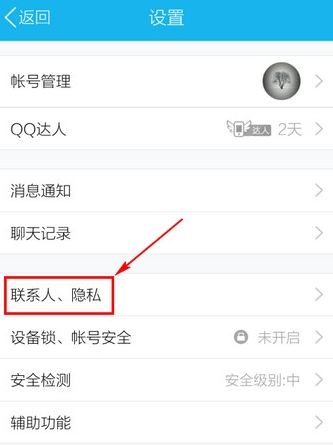 返回 设置
帐号管理
QQ达人 达人 2天
消息通知
聊天记录
联系人、隐私
设备锁、帐号安全 未开启
安全检测 安全级别:中
辅助功能